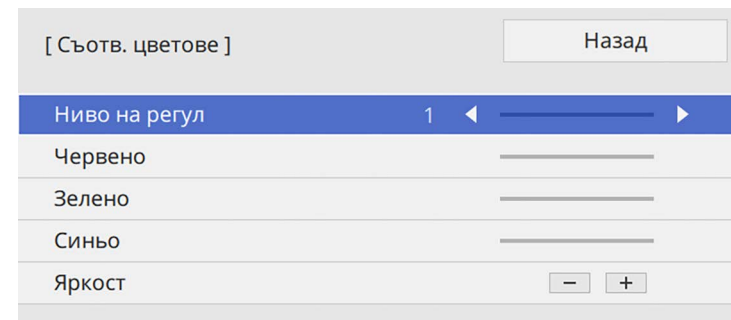 [ Съотв. цветове ]
Назад
Ниво на регул 1
Червено
Зелено
Синьо
Яркост − +